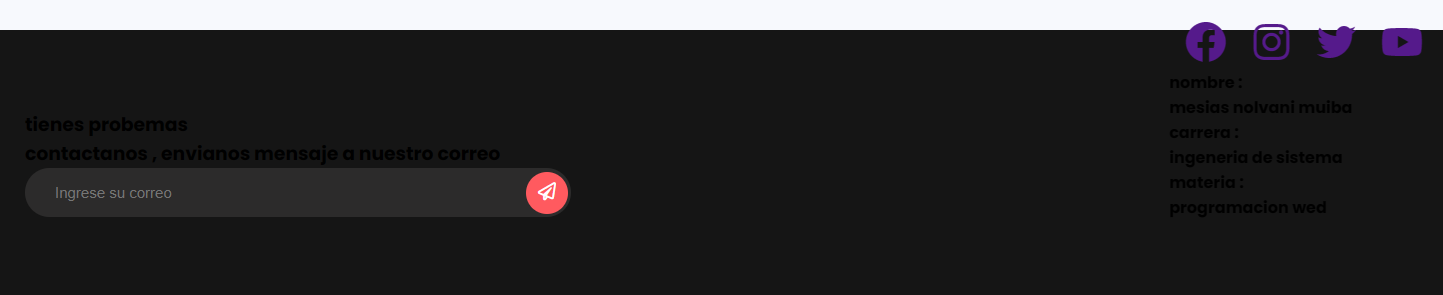 tienes probemas
contactanos , envianos mensaje a nuestro correo
Ingrese su correo
nombre :
mesias nolvani muiba
carrera :
ingeneria de sistema
materia :
programacion wed